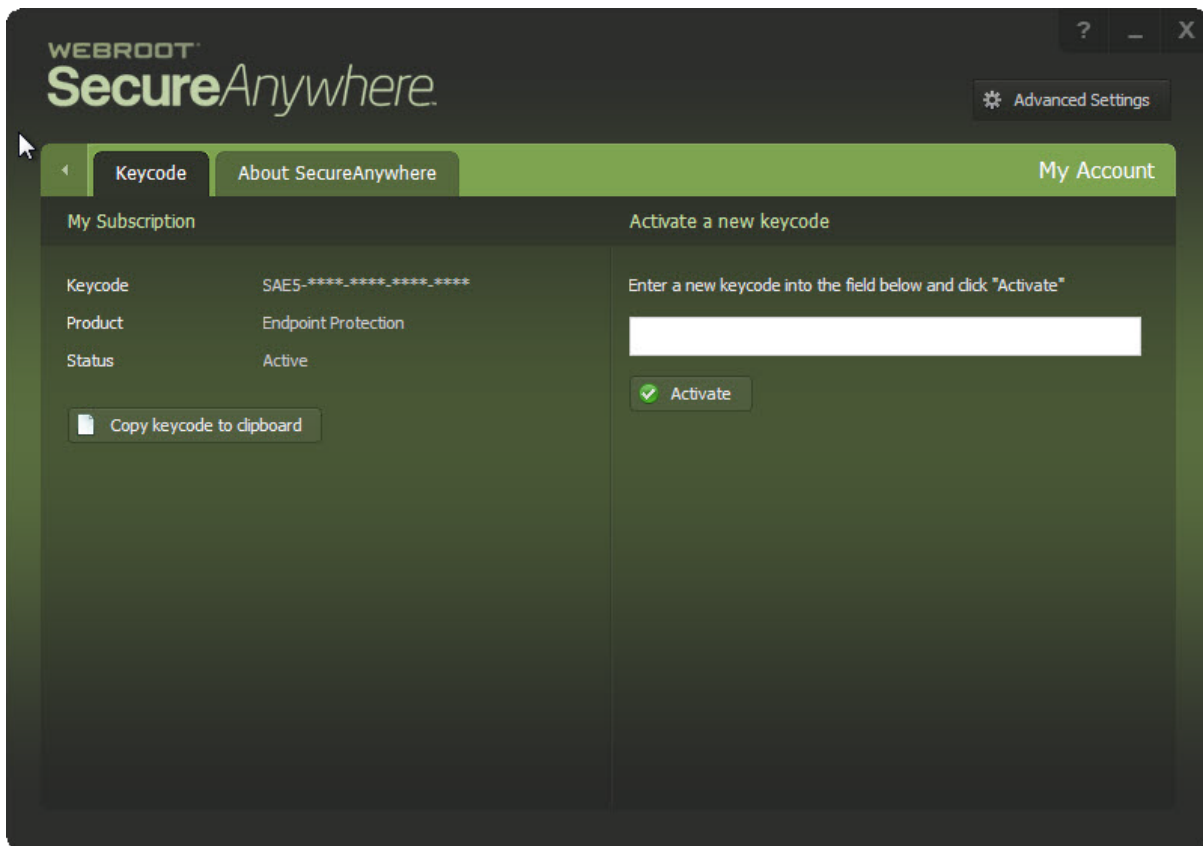 ? _ X
WEBROOT
SecureAnywhere
Advanced Settings
Keycode
About SecureAnywhere
My Account
My Subscription
Keycode SAE5-****-****-****-****
Product Endpoint Protection
Status Active
Copy keycode to clipboard
Activate a new keycode
Enter a new keycode into the field below and click "Activate"
Activate